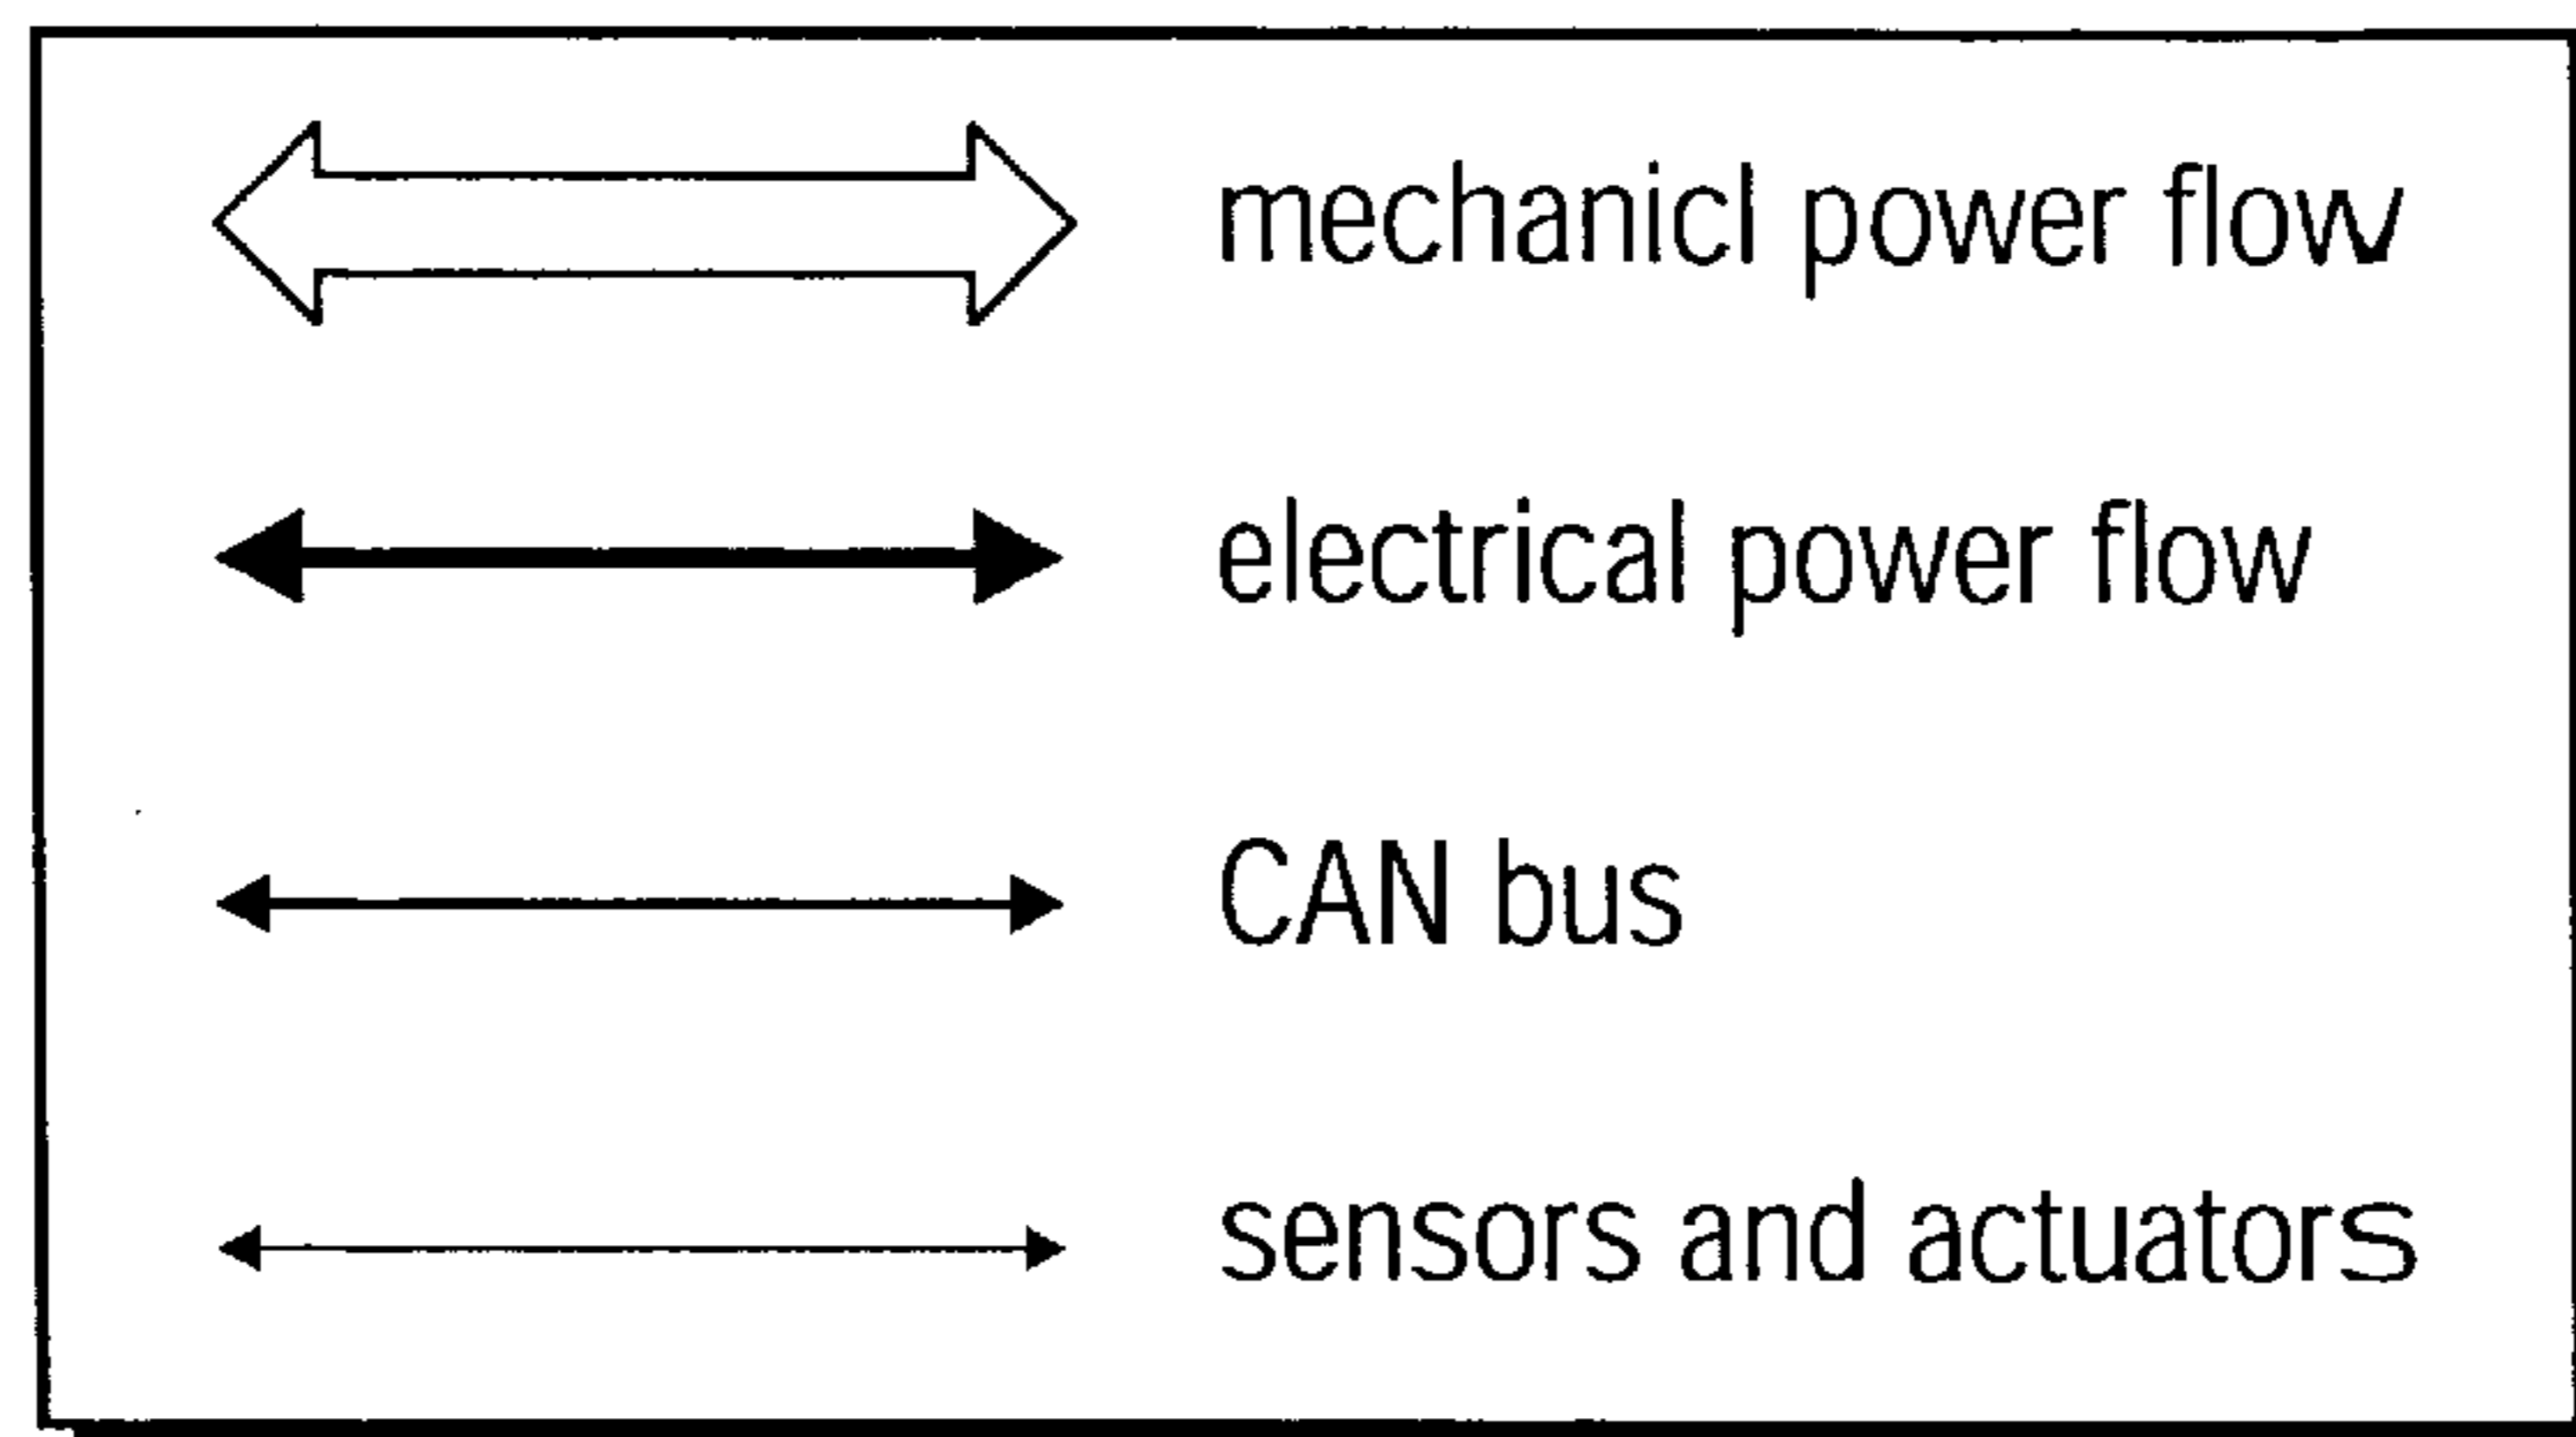 mechanicl power flow
electrical power flow
CAN bus
sensors and actuators